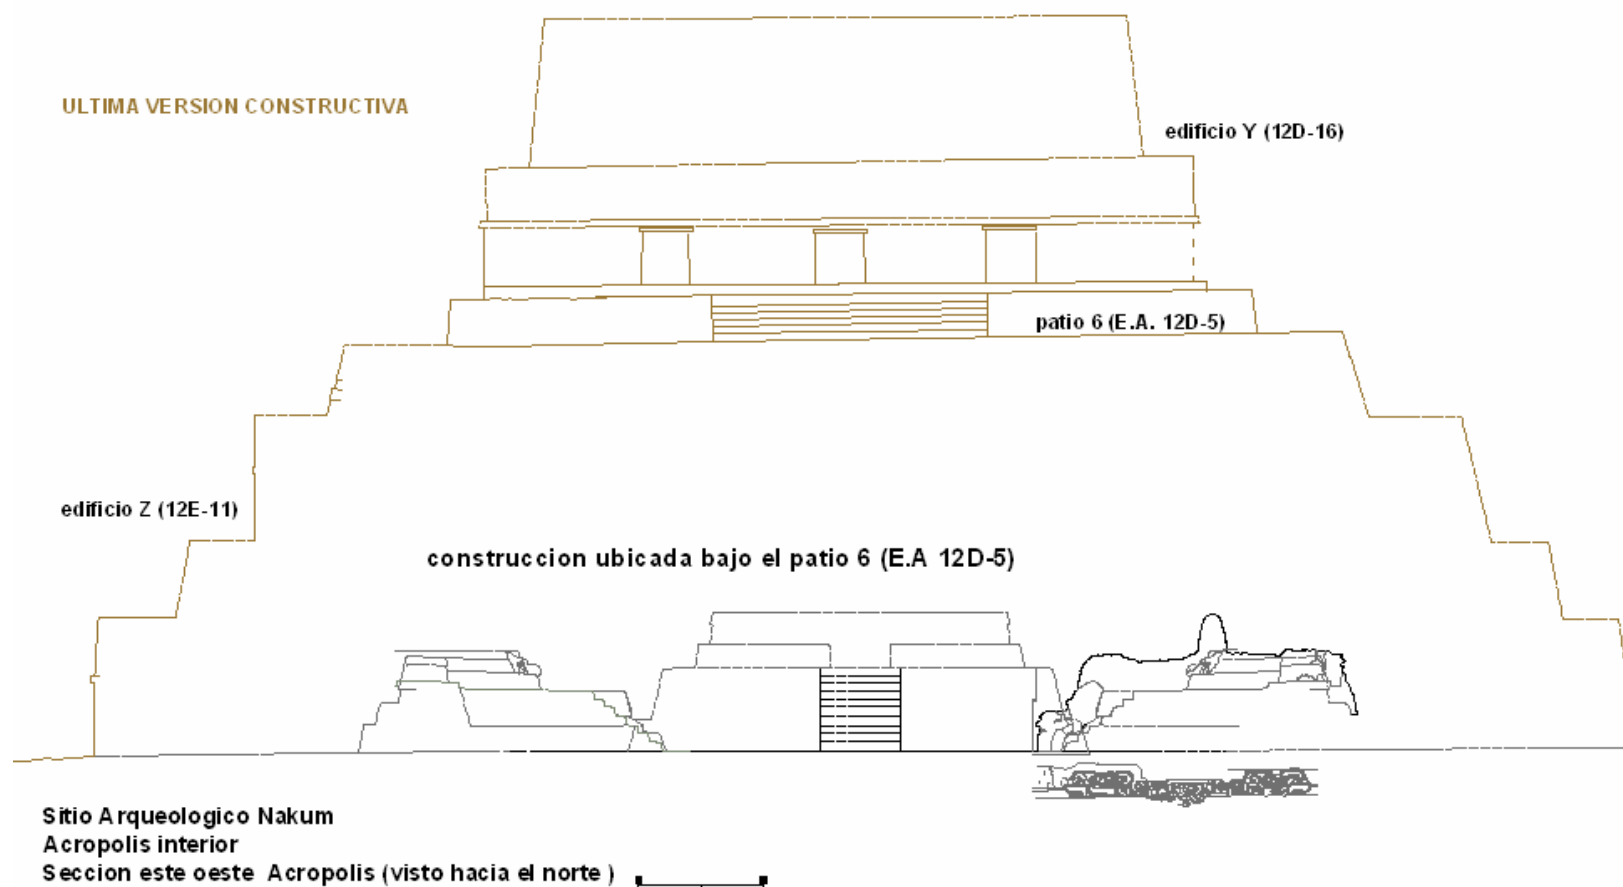 ULTIMA VERSION CONSTRUCTIVA
edificio Y (12D-16)
patio 6 (E.A. 12D-5)
edificio Z (12E-11)
construccion ubicada bajo el patio 6 (E.A 12D-5)
Sitio Arqueologico Nakum
Acropolis interior
Seccion este oeste Acropolis (visto hacia el norte )